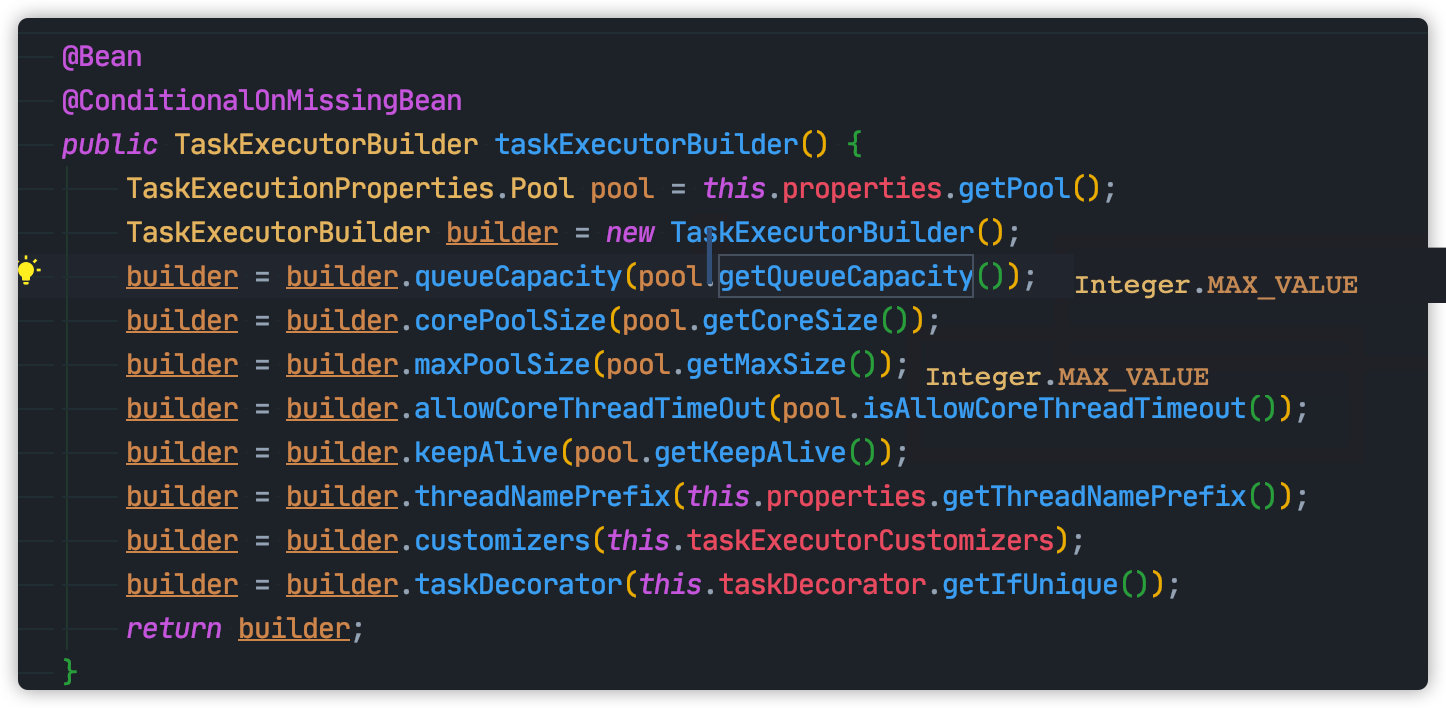 @Bean
@ConditionalOnMissingBean
public TaskExecutorBuilder taskExecutorBuilder() {
TaskExecutionProperties.Pool pool = this.properties.getPool();
TaskExecutorBuilder builder = new TaskExecutorBuilder();
builder = builder.queueCapacity(pool.getQueueCapacity()); Integer.MAX_VALUE
builder = builder.corePoolSize(pool.getCoreSize());
builder = builder.maxPoolSize(pool.getMaxSize()); Integer.MAX_VALUE
builder = builder.allowCoreThreadTimeOut(pool.isAllowCoreThreadTimeout());
builder = builder.keepAlive(pool.getKeepAlive());
builder = builder.threadNamePrefix(this.properties.getThreadNamePrefix());
builder = builder.customizers(this.taskExecutorCustomizers);
builder = builder.taskDecorator(this.taskDecorator.getIfUnique());
return builder;
}